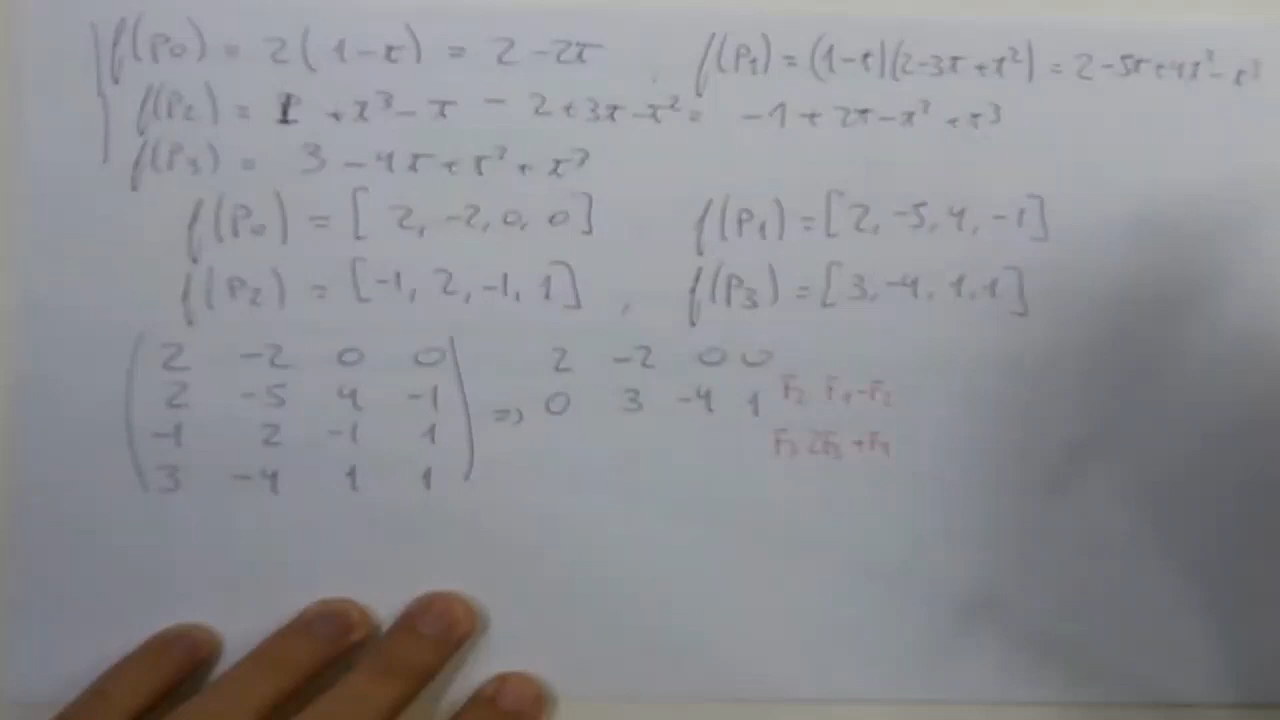 f(p0) = 2(1-x) = 2-2x , f(p1) = (1-x)(2-3x+x²) = 2-5x+4x²-x³
f(p2) = 1 +x³-x - 2+3x-x² = -1+2x-x²+x³
f(p3) = 3-4x+x²+x³
f(p0) = [2, -2, 0, 0] f(p1) = [2, -5, 4, -1]
f(p2) = [-1, 2, -1, 1] , f(p3) = [3, -4, 1, 1]
2 -2 0 0 2 -2 0 0
2 -5 4 -1 => 0 3 -4 1 F2 F1-F2
-1 2 -1 1 F3 2F3+F1
3 -4 1 1